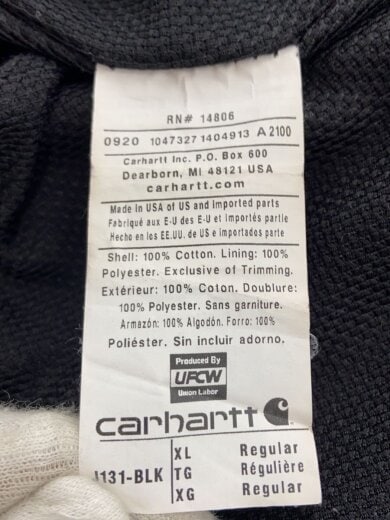 RN# 14806
0920 1047327 1404913 A 2100
Carhartt Inc. P.O. Box 600
Dearborn, MI 48121 USA
carhartt.com
Made in USA of US and Imported parts
Fabriqué aux E-U des E-U et Importés partie
Hecho en los EE.UU. de US e importados parte
Shell: 100% Cotton. Lining: 100%
Polyester. Exclusive of Trimming.
Extérieur: 100% Cotton. Doublure:
100% Polyester. Sans garniture.
Armazón: 100% Algodón. Forro: 100%
Poliéster. Sin incluir adorno.
Produced By
UFCW
Union Labor
carhartt
J131-BLK
XL Regular
TG Régulière
XG Regular